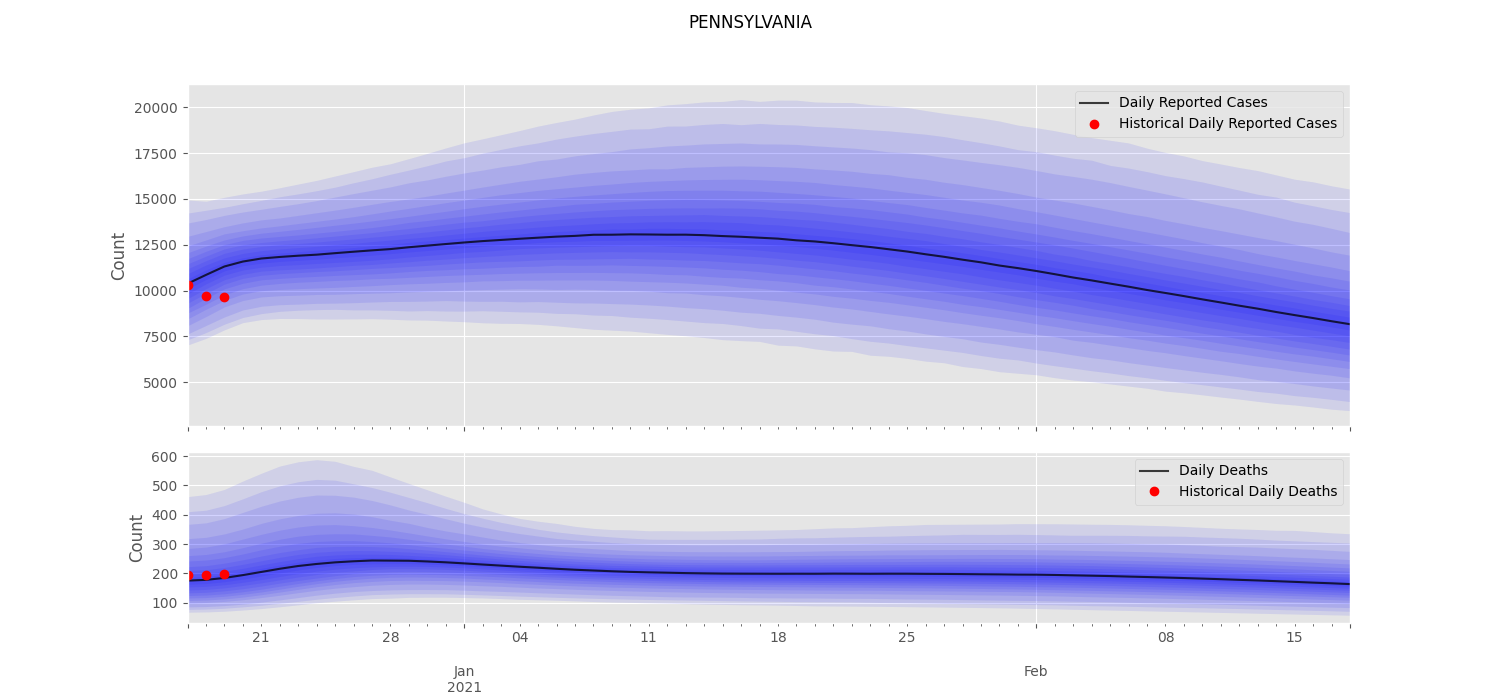 PENNSYLVANIA
20000
17500
15000
12500
10000
7500
5000
Count
Daily Reported Cases
Historical Daily Reported Cases
600
500
400
300
200
100
Count
Daily Deaths
Historical Daily Deaths
21 28 04 11 18 25 08 15
Jan Feb
2021